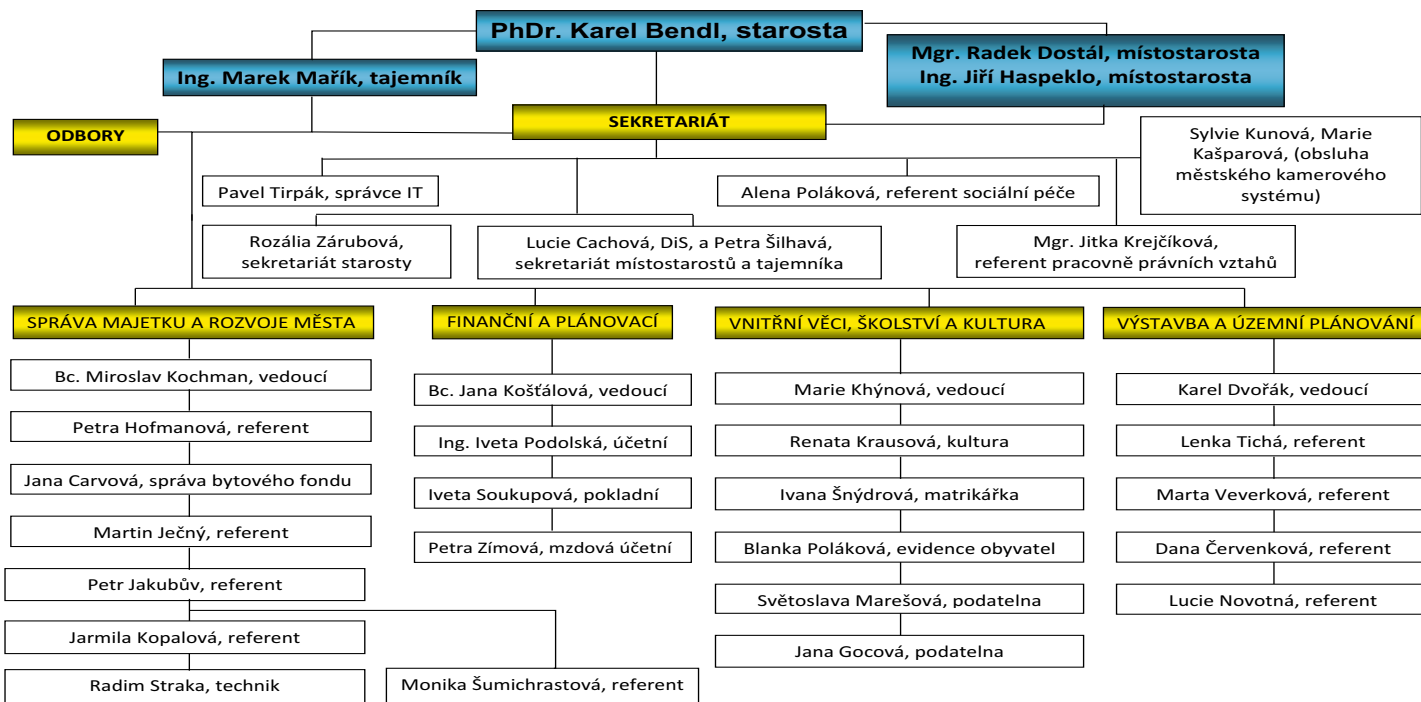 PhDr. Karel Bendl, starosta
Ing. Marek Mařík, tajemník
Mgr. Radek Dostál, místostarosta
Ing. Jiří Haspeklo, místostarosta
ODBORY
SEKRETARIÁT
Sylvie Kunová, Marie
Kašparová, (obsluha
městského kamerového
systému)
Pavel Tirpák, správce IT
Alena Poláková, referent sociální péče
Rozália Zárubová,
sekretariát starosty
Lucie Cachová, DiS, a Petra Šilhavá,
sekretariát místostarostů a tajemníka
Mgr. Jitka Krejčíková,
referent pracovně právních vztahů
SPRÁVA MAJETKU A ROZVOJE MĚSTA
Bc. Miroslav Kochman, vedoucí
Petra Hofmanová, referent
Jana Carvová, správa bytového fondu
Martin Ječný, referent
Petr Jakubův, referent
Jarmila Kopalová, referent
Radim Straka, technik
Monika Šumichrastová, referent
FINANČNÍ A PLÁNOVACÍ
Bc. Jana Košťálová, vedoucí
Ing. Iveta Podolská, účetní
Iveta Soukupová, pokladní
Petra Zímová, mzdová účetní
VNITŘNÍ VĚCI, ŠKOLSTVÍ A KULTURA
Marie Khýnová, vedoucí
Renata Krausová, kultura
Ivana Šnýdrová, matrikářka
Blanka Poláková, evidence obyvatel
Světoslava Marešová, podatelna
Jana Gocová, podatelna
VÝSTAVBA A ÚZEMNÍ PLÁNOVÁNÍ
Karel Dvořák, vedoucí
Lenka Tichá, referent
Marta Veverková, referent
Dana Červenková, referent
Lucie Novotná, referent